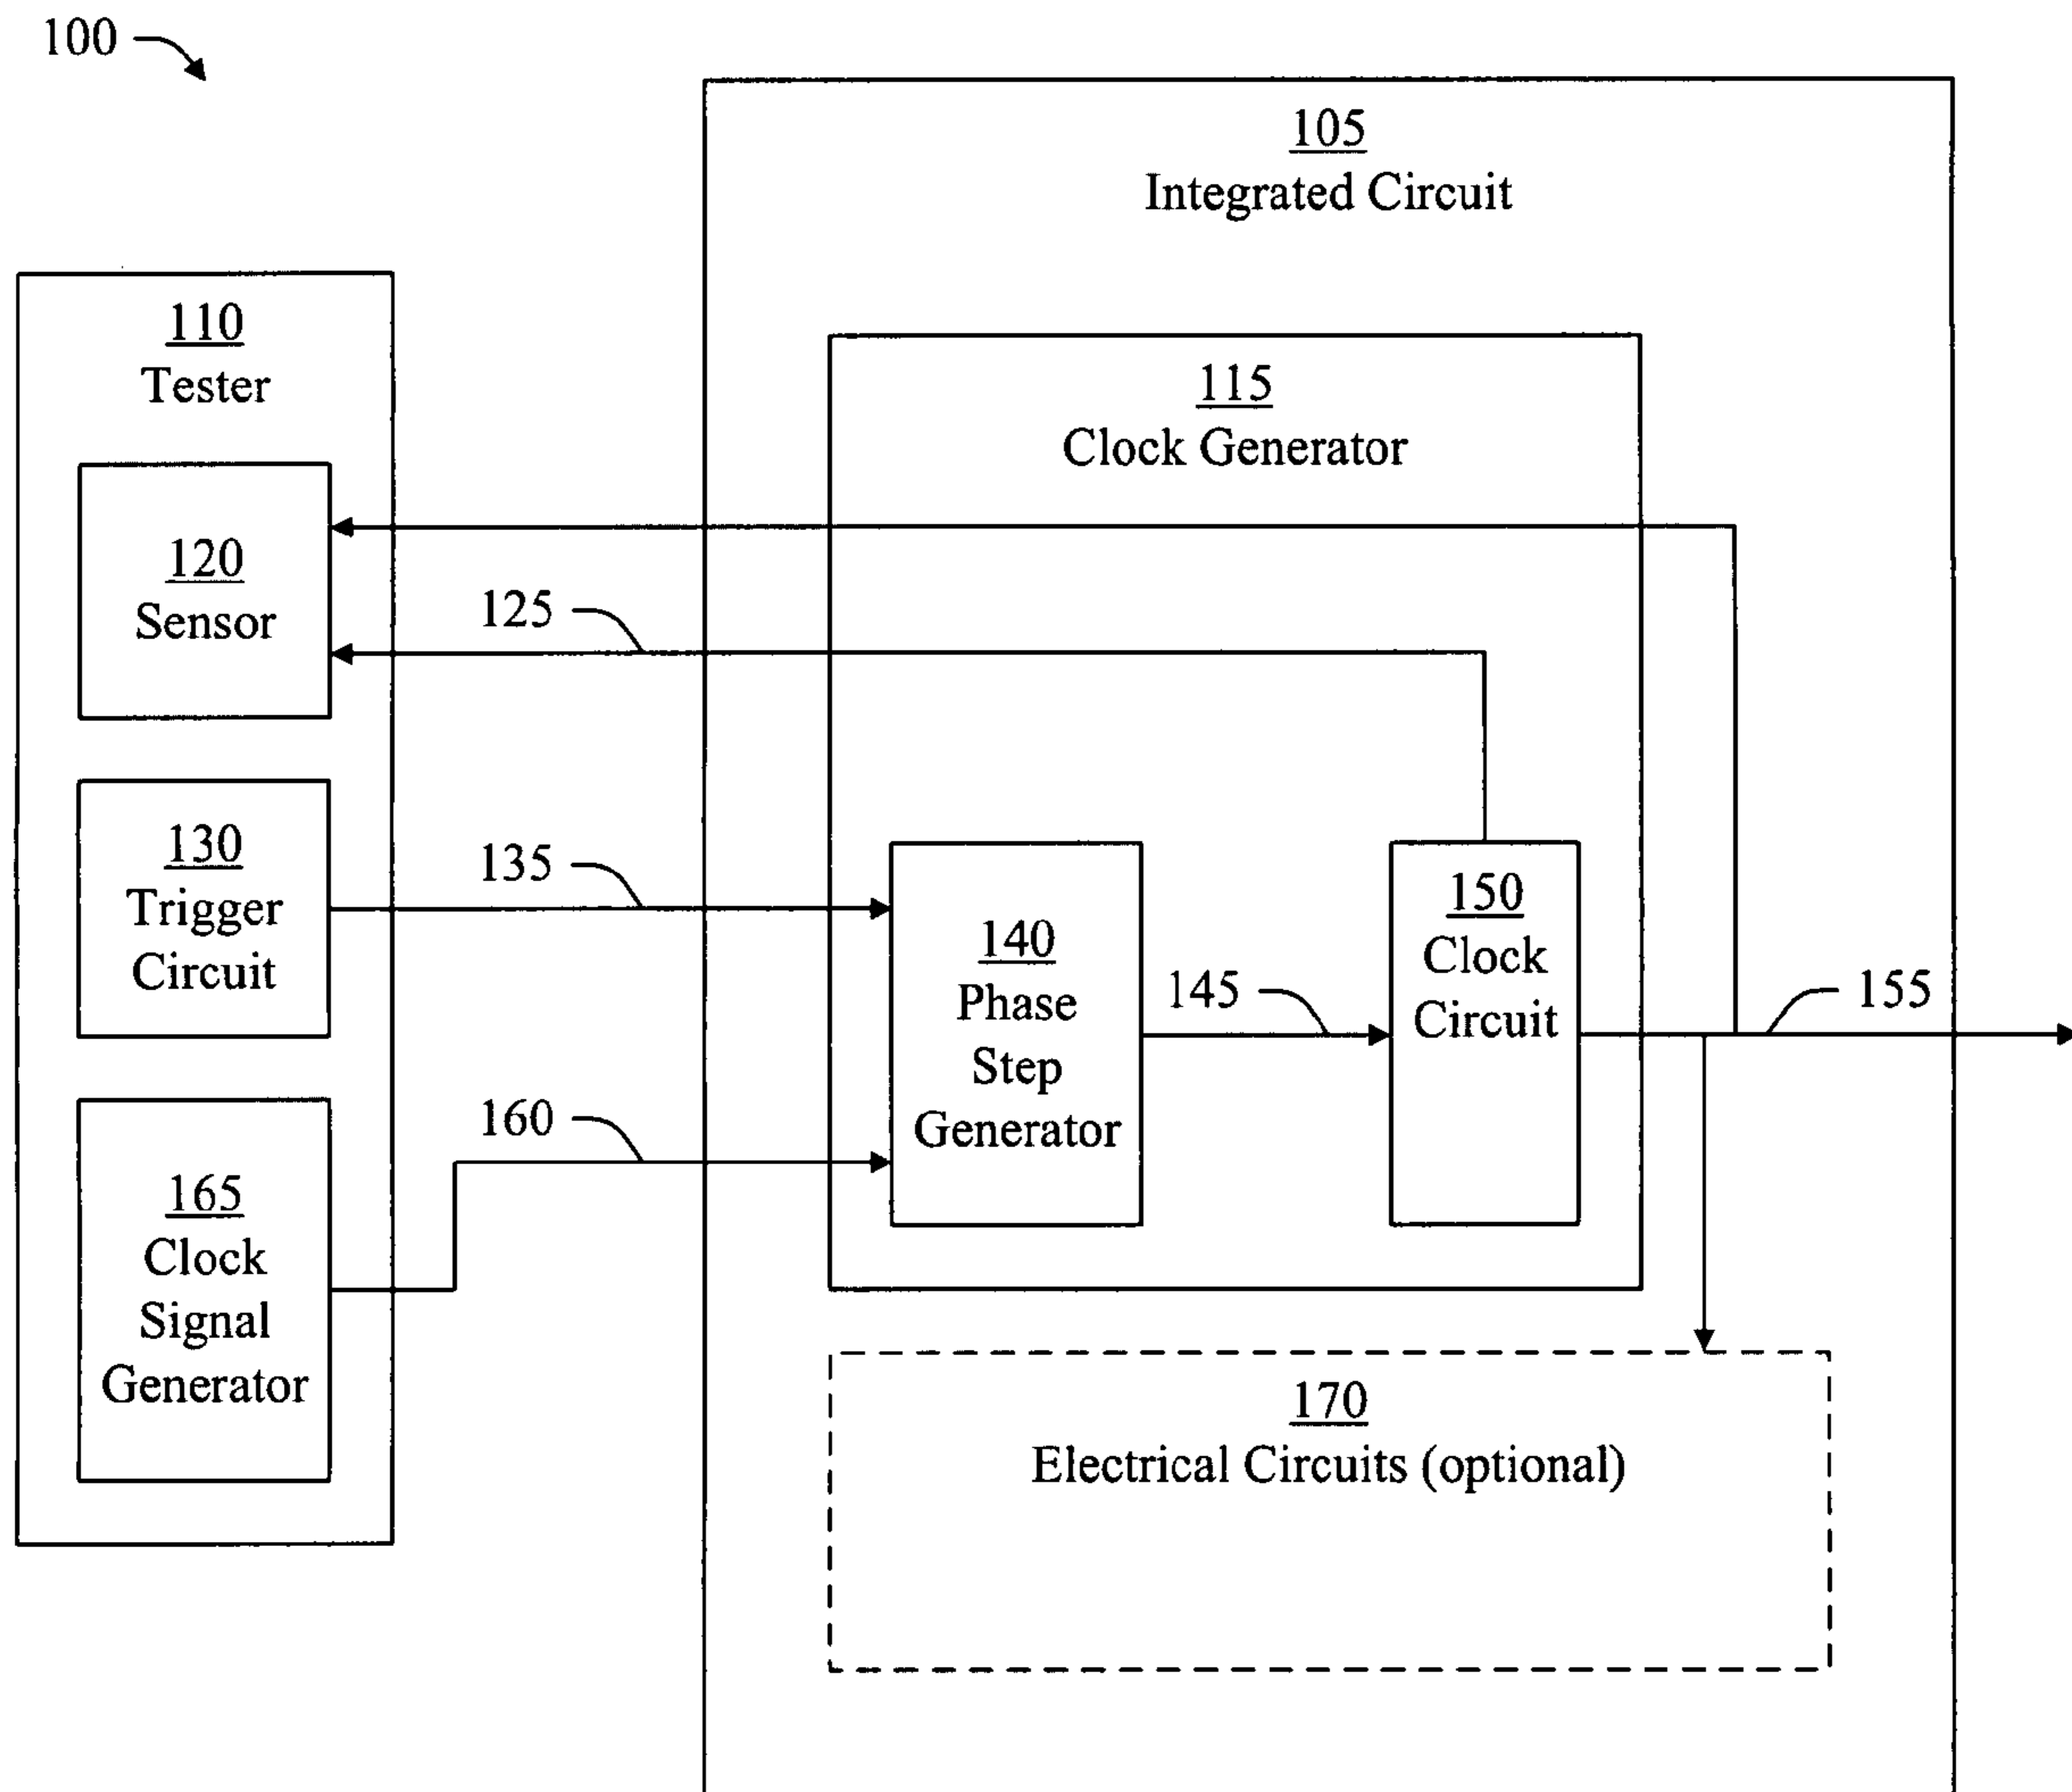 100
105
Integrated Circuit
110
Tester
115
Clock Generator
120
Sensor
125
130
Trigger
Circuit
135
140
Phase
Step
Generator
145
150
Clock
Circuit
155
160
165
Clock
Signal
Generator
170
Electrical Circuits (optional)